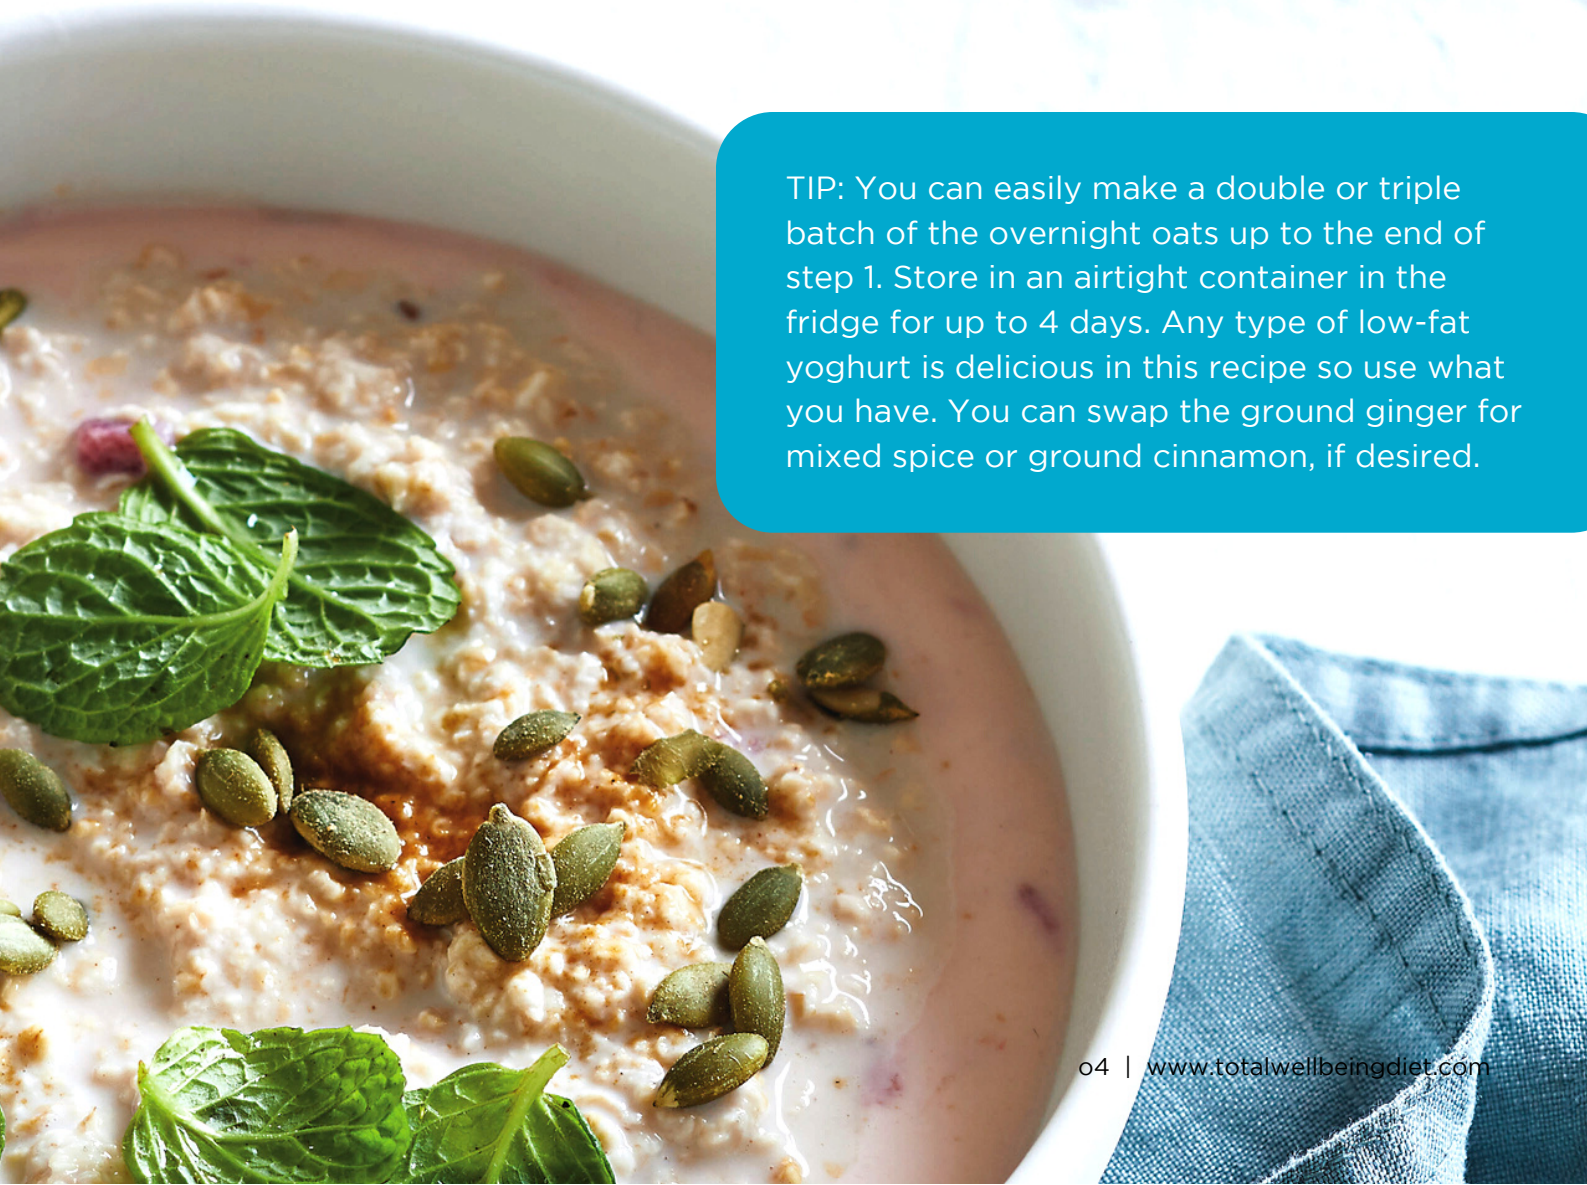 TIP: You can easily make a double or triple
batch of the overnight oats up to the end of
step 1. Store in an airtight container in the
fridge for up to 4 days. Any type of low-fat
yoghurt is delicious in this recipe so use what
you have. You can swap the ground ginger for
mixed spice or ground cinnamon, if desired.
04 | www.totalwellbeingdiet.com